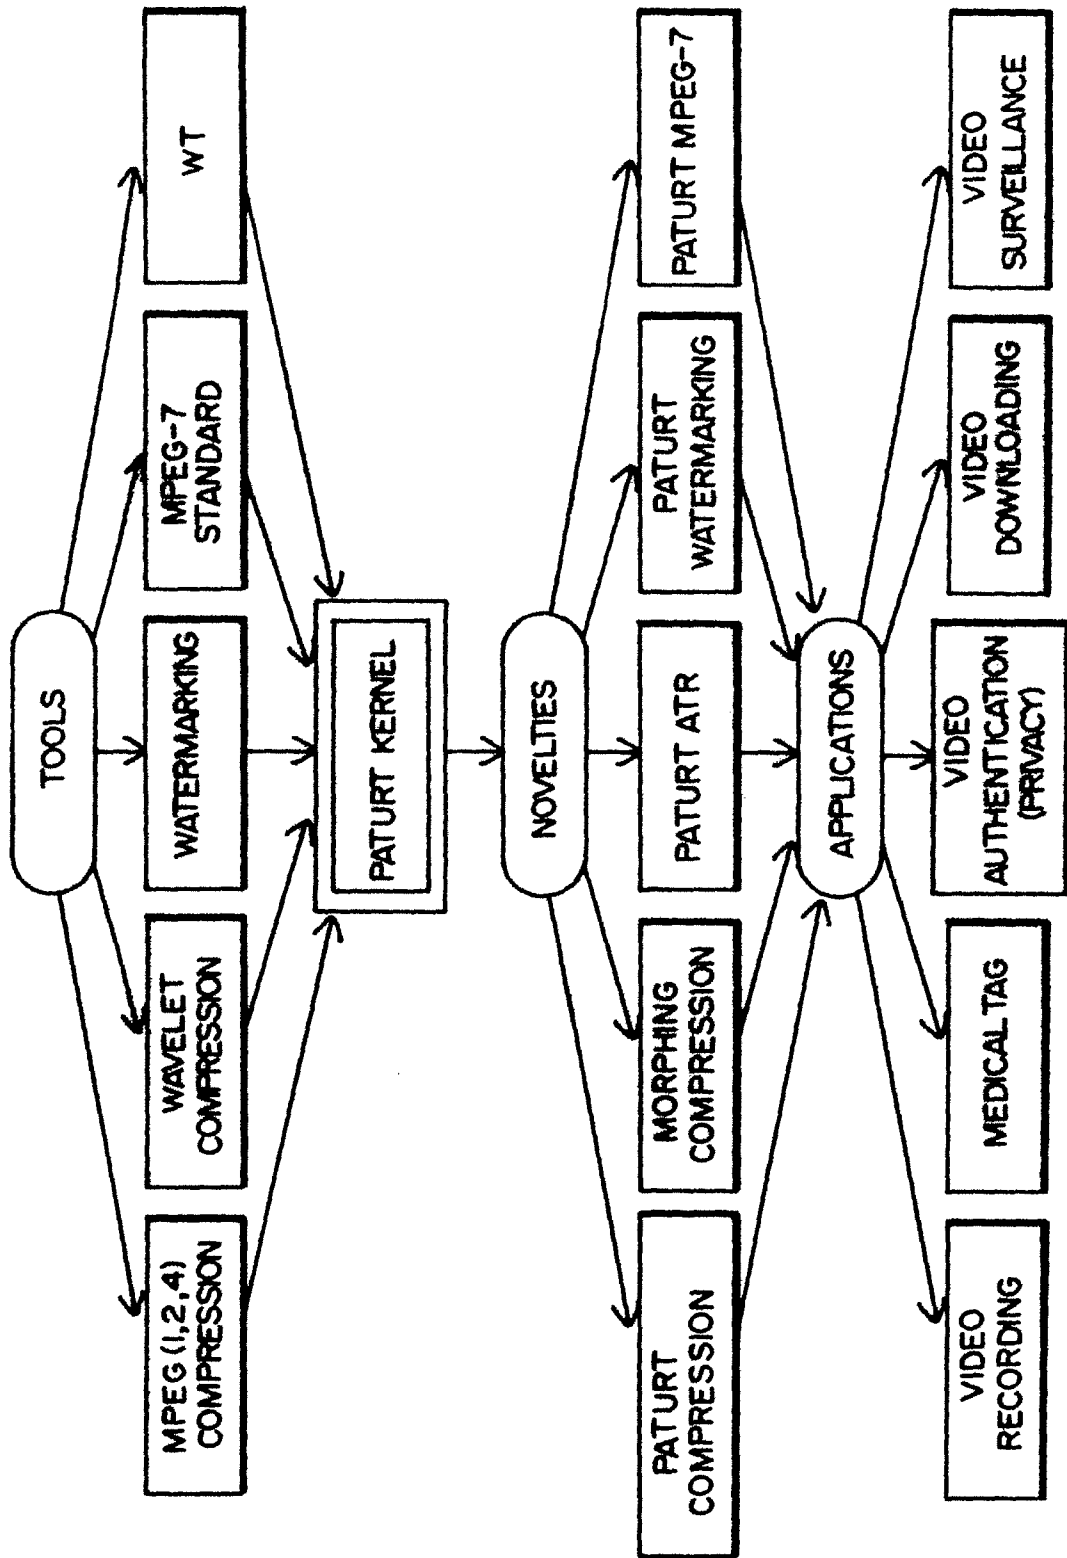 TOOLS
MPEG (1,2,4)
COMPRESSION
WAVELET
COMPRESSION
WATERMARKING
MPEG-7
STANDARD
WT
PATURT KERNEL
NOVELTIES
PATURT
COMPRESSION
MORPHING
COMPRESSION
PATURT ATR
PATURT
WATERMARKING
PATURT MPEG-7
APPLICATIONS
VIDEO
RECORDING
MEDICAL TAG
VIDEO
AUTHENTICATION
(PRIVACY)
VIDEO
DOWNLOADING
VIDEO
SURVEILLANCE